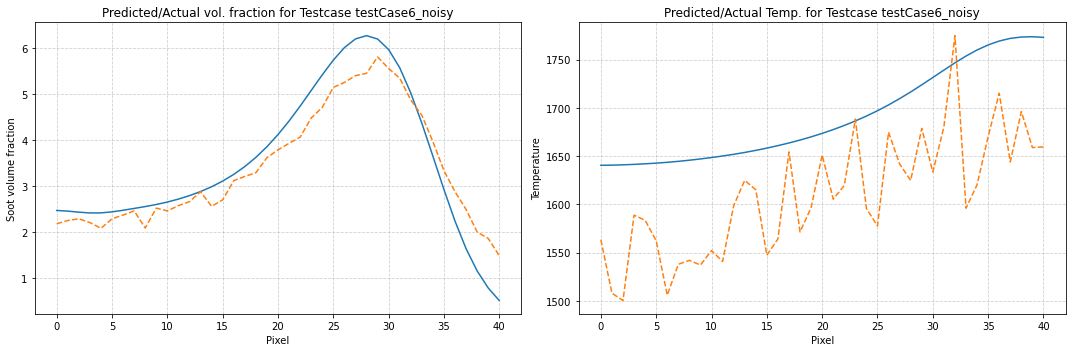 Predicted/Actual vol. fraction for Testcase testCase6_noisy
Soot volume fraction
6
5
4
3
2
1
0 5 10 15 20 25 30 35 40
Pixel
Predicted/Actual Temp. for Testcase testCase6_noisy
Temperature
1750
1700
1650
1600
1550
1500
0 5 10 15 20 25 30 35 40
Pixel